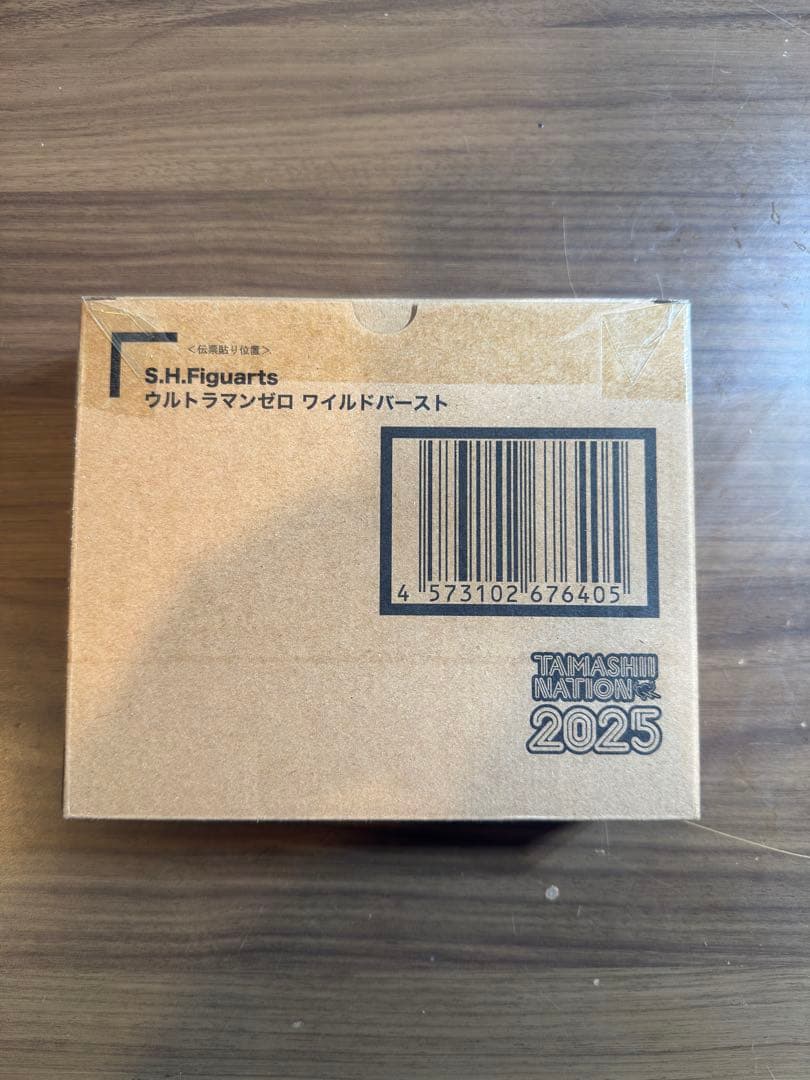 ＜伝票貼り位置＞
S.H.Figuarts
ウルトラマンゼロ ワイルドバースト
4 573102 676405
TAMASHII
NATION
2025